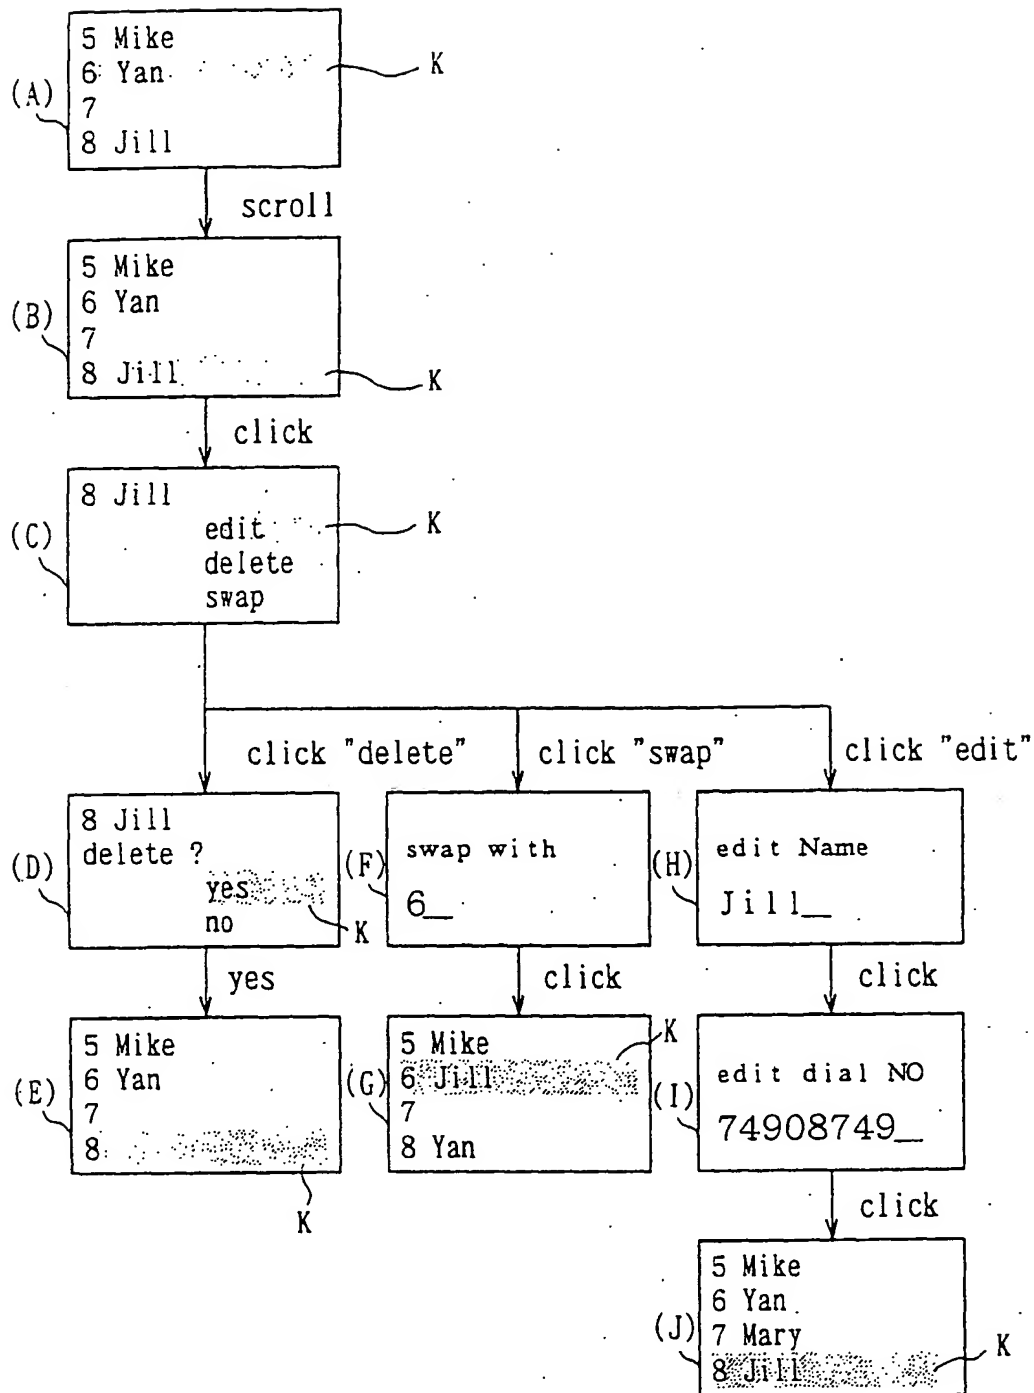 5 Mike
6 Yan
K
(A)
7
8 Jill
scroll
5 Mike
6 Yan
(B)
7
8 Jill
K
click
8 Jill
edit
K
(C)
delete
swap
click "delete"
click "swap"
click "edit"
8 Jill
delete ?
(D)
yes
no
K
swap with
(F)
6_
edit Name
(H)
Jill_
yes
click
click
5 Mike
6 Yan
(E)
7
8
K
5 Mike
K
6 Jill
(G)
7
8 Yan
edit dial NO
(I)
74908749_
click
5 Mike
6 Yan
7 Mary
(J)
8 Jill
K